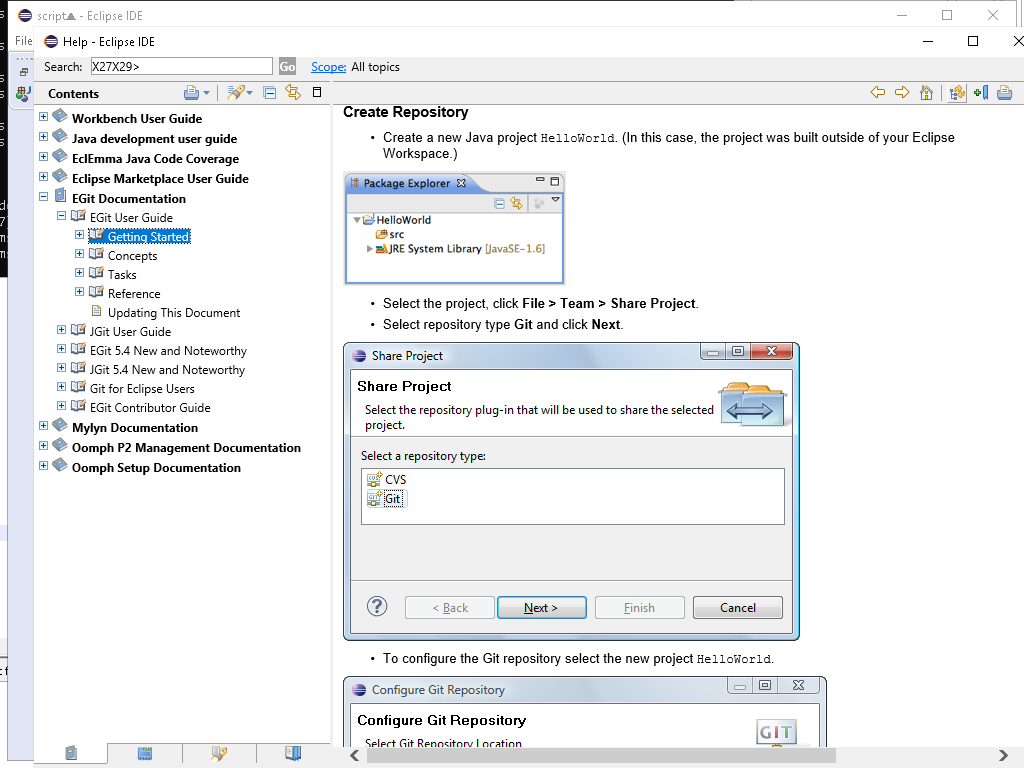 script - Eclipse IDE
File
Help - Eclipse IDE
Search: X27X29> Go Scope: All topics
Contents
Workbench User Guide
Java development user guide
EclEmma Java Code Coverage
Eclipse Marketplace User Guide
EGit Documentation
EGit User Guide
Getting Started
Concepts
Tasks
Reference
Updating This Document
JGit User Guide
EGit 5.4 New and Noteworthy
JGit 5.4 New and Noteworthy
Git for Eclipse Users
EGit Contributor Guide
Mylyn Documentation
Oomph P2 Management Documentation
Oomph Setup Documentation
Create Repository
• Create a new Java project HelloWorld. (In this case, the project was built outside of your Eclipse
Workspace.)
Package Explorer
HelloWorld
src
JRE System Library [JavaSE-1.6]
• Select the project, click File > Team > Share Project.
• Select repository type Git and click Next.
Share Project
Share Project
Select the repository plug-in that will be used to share the selected
project.
Select a repository type:
CVS
Git
< Back Next > Finish Cancel
• To configure the Git repository select the new project HelloWorld.
Configure Git Repository
Configure Git Repository
Select Git Repository Location
GIT